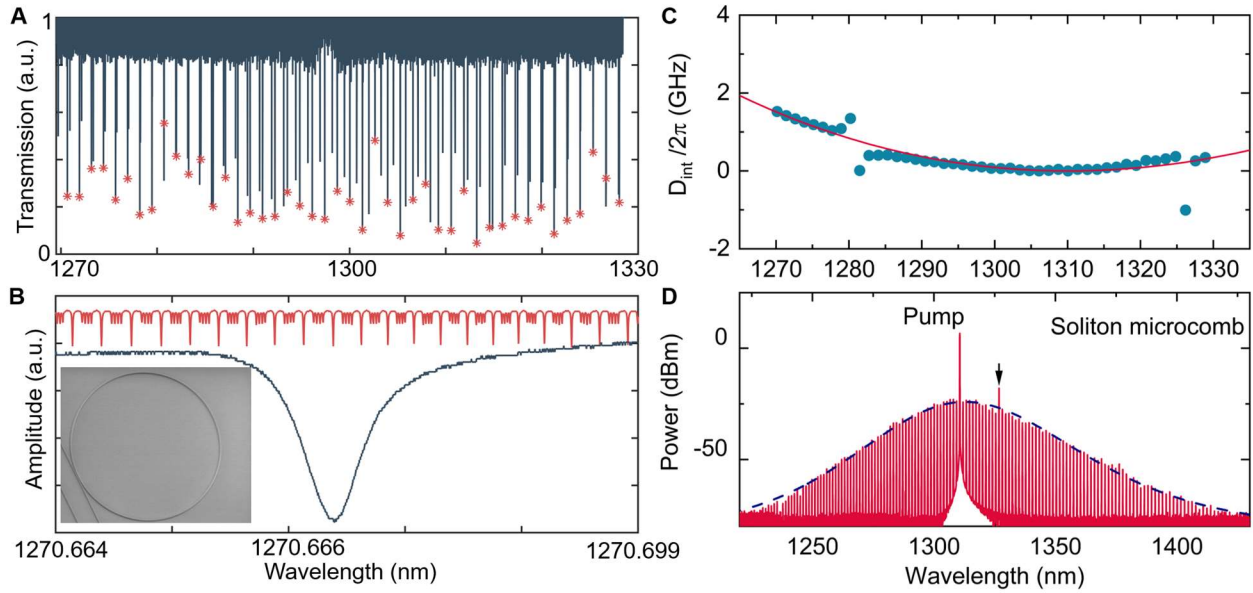 A
Transmission (a.u.)
1
0
1270
1300
1330
B
Amplitude (a.u.)
1270.664
1270.666
1270.699
Wavelength (nm)
C
D_int /2π (GHz)
4
2
0
-2
1270
1280
1290
1300
1310
1320
1330
D
Pump
Soliton microcomb
Power (dBm)
0
-50
1250
1300
1350
1400
Wavelength (nm)